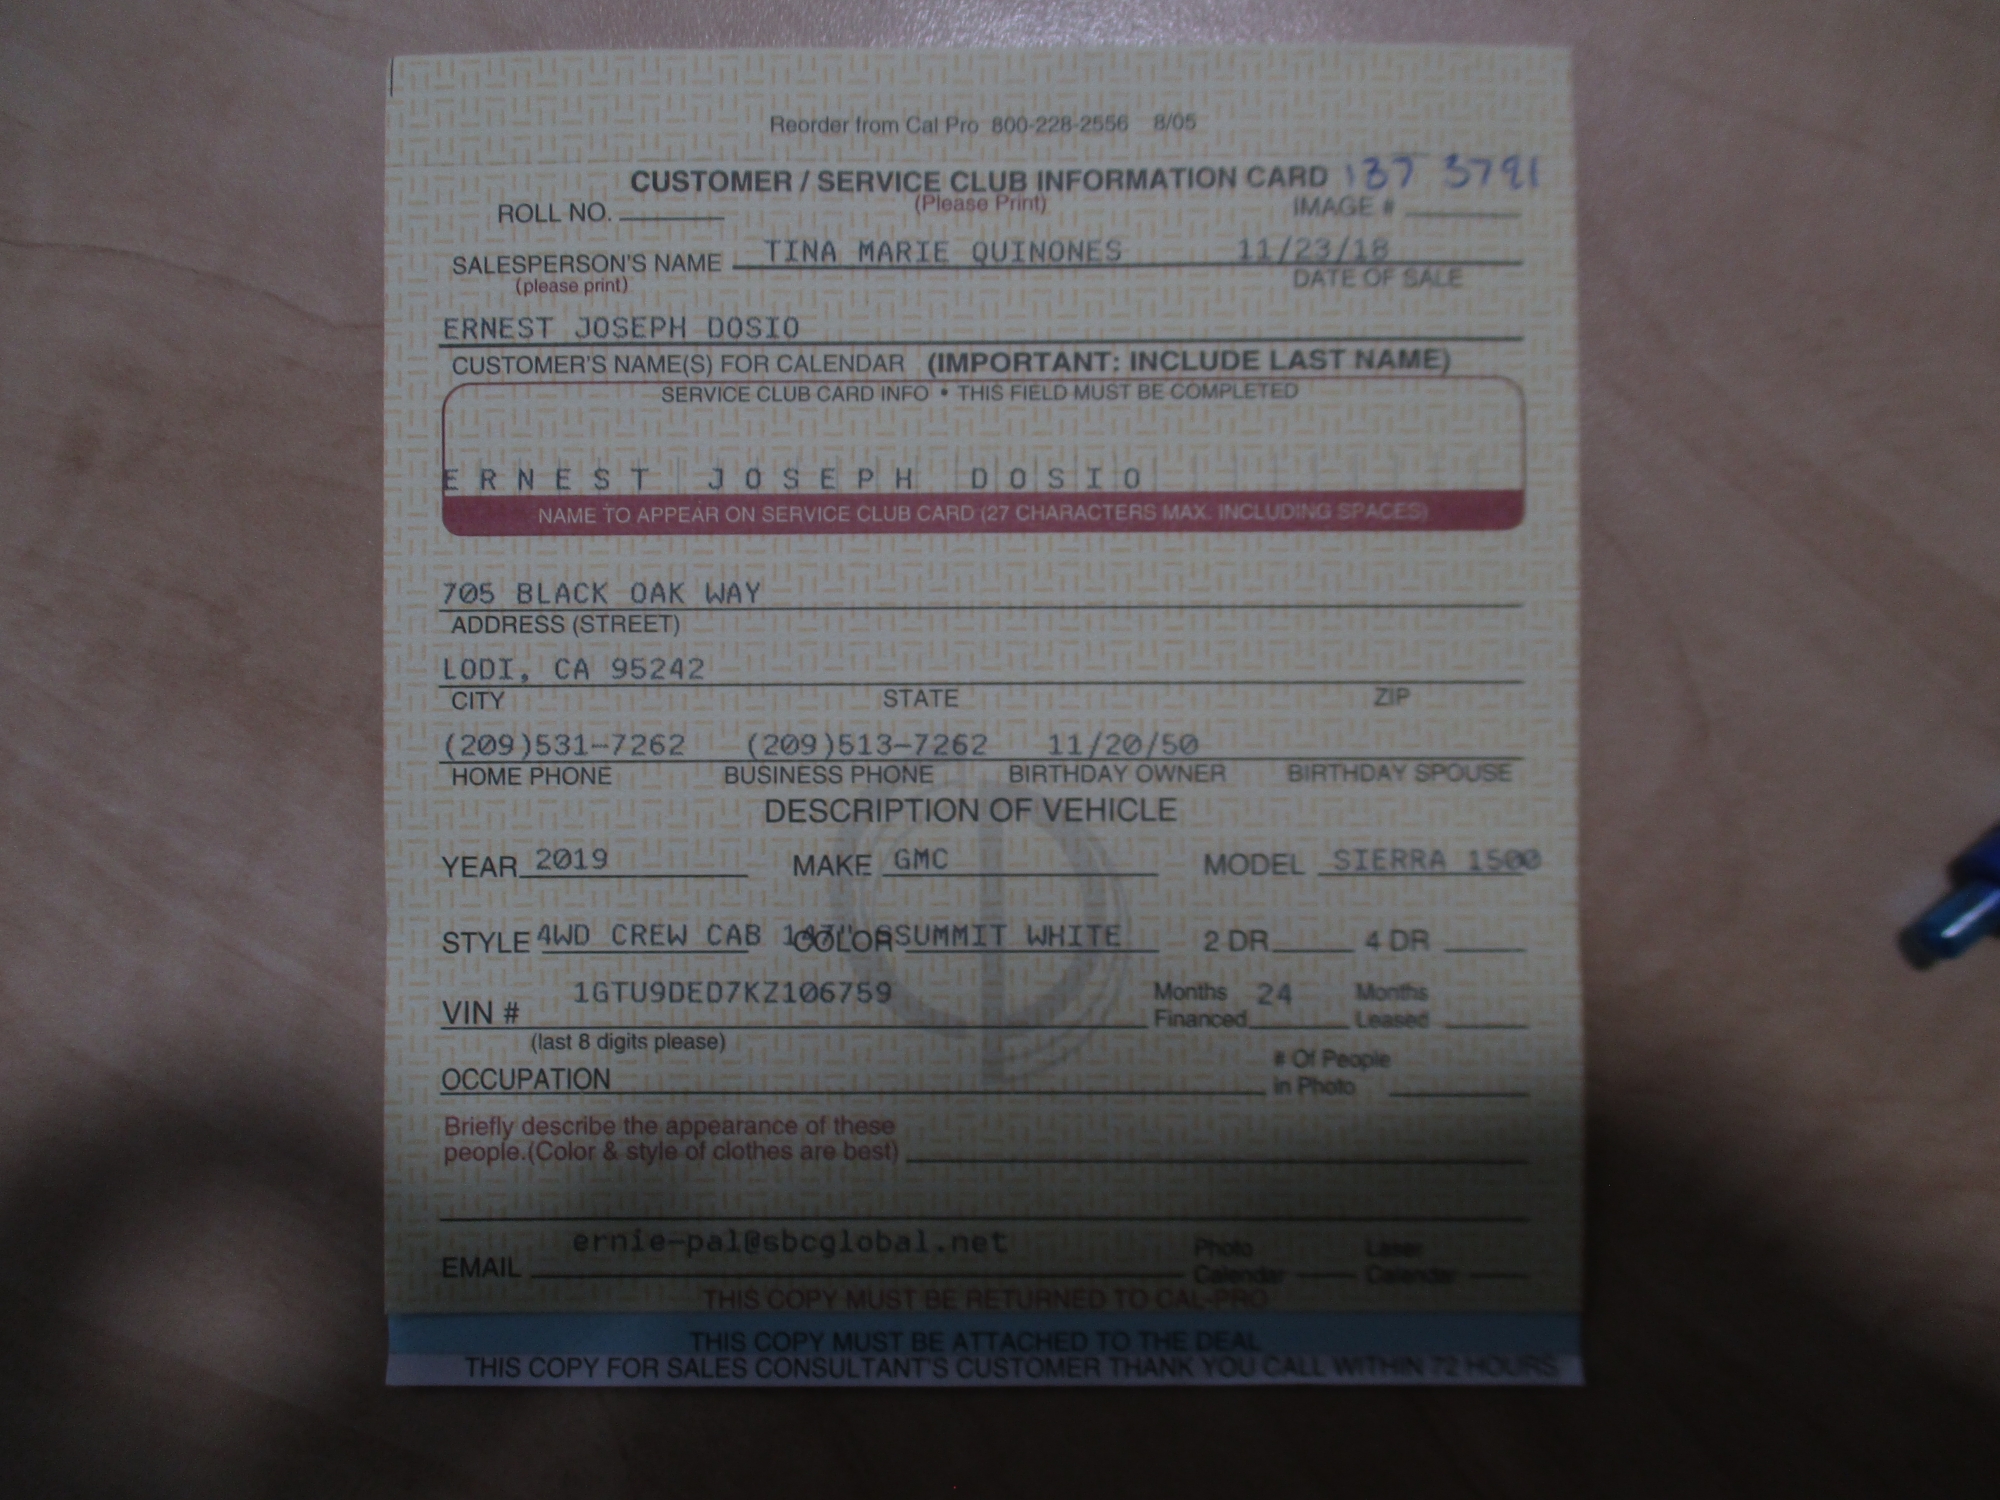 Reorder from Cal Pro 800-228-2556 8/05
CUSTOMER / SERVICE CLUB INFORMATION CARD 137 3791
(Please Print)
ROLL NO. IMAGE #
SALESPERSON'S NAME TINA MARIE QUINONES 11/23/18
(please print) DATE OF SALE
ERNEST JOSEPH DOSIO
CUSTOMER'S NAME(S) FOR CALENDAR (IMPORTANT: INCLUDE LAST NAME)
SERVICE CLUB CARD INFO • THIS FIELD MUST BE COMPLETED
ERNEST JOSEPH DOSIO
NAME TO APPEAR ON SERVICE CLUB CARD (27 CHARACTERS MAX. INCLUDING SPACES)
705 BLACK OAK WAY
ADDRESS (STREET)
LODI, CA 95242
CITY STATE ZIP
(209)531-7262 (209)513-7262 11/20/50
HOME PHONE BUSINESS PHONE BIRTHDAY OWNER BIRTHDAY SPOUSE
DESCRIPTION OF VEHICLE
YEAR 2019 MAKE GMC MODEL SIERRA 1500
STYLE 4WD CREW CAB COLOR SUMMIT WHITE 2 DR 4 DR
VIN # 1GTU9DED7KZ106759 Months Financed 24 Months Leased
(last 8 digits please)
OCCUPATION # Of People in Photo
Briefly describe the appearance of these
people.(Color & style of clothes are best)
EMAIL ernie-pal@sbcglobal.net Photo Calendar Laser Calendar
THIS COPY MUST BE RETURNED TO CAL-PRO
THIS COPY MUST BE ATTACHED TO THE DEAL
THIS COPY FOR SALES CONSULTANT'S CUSTOMER THANK YOU CALL WITHIN 72 HOURS